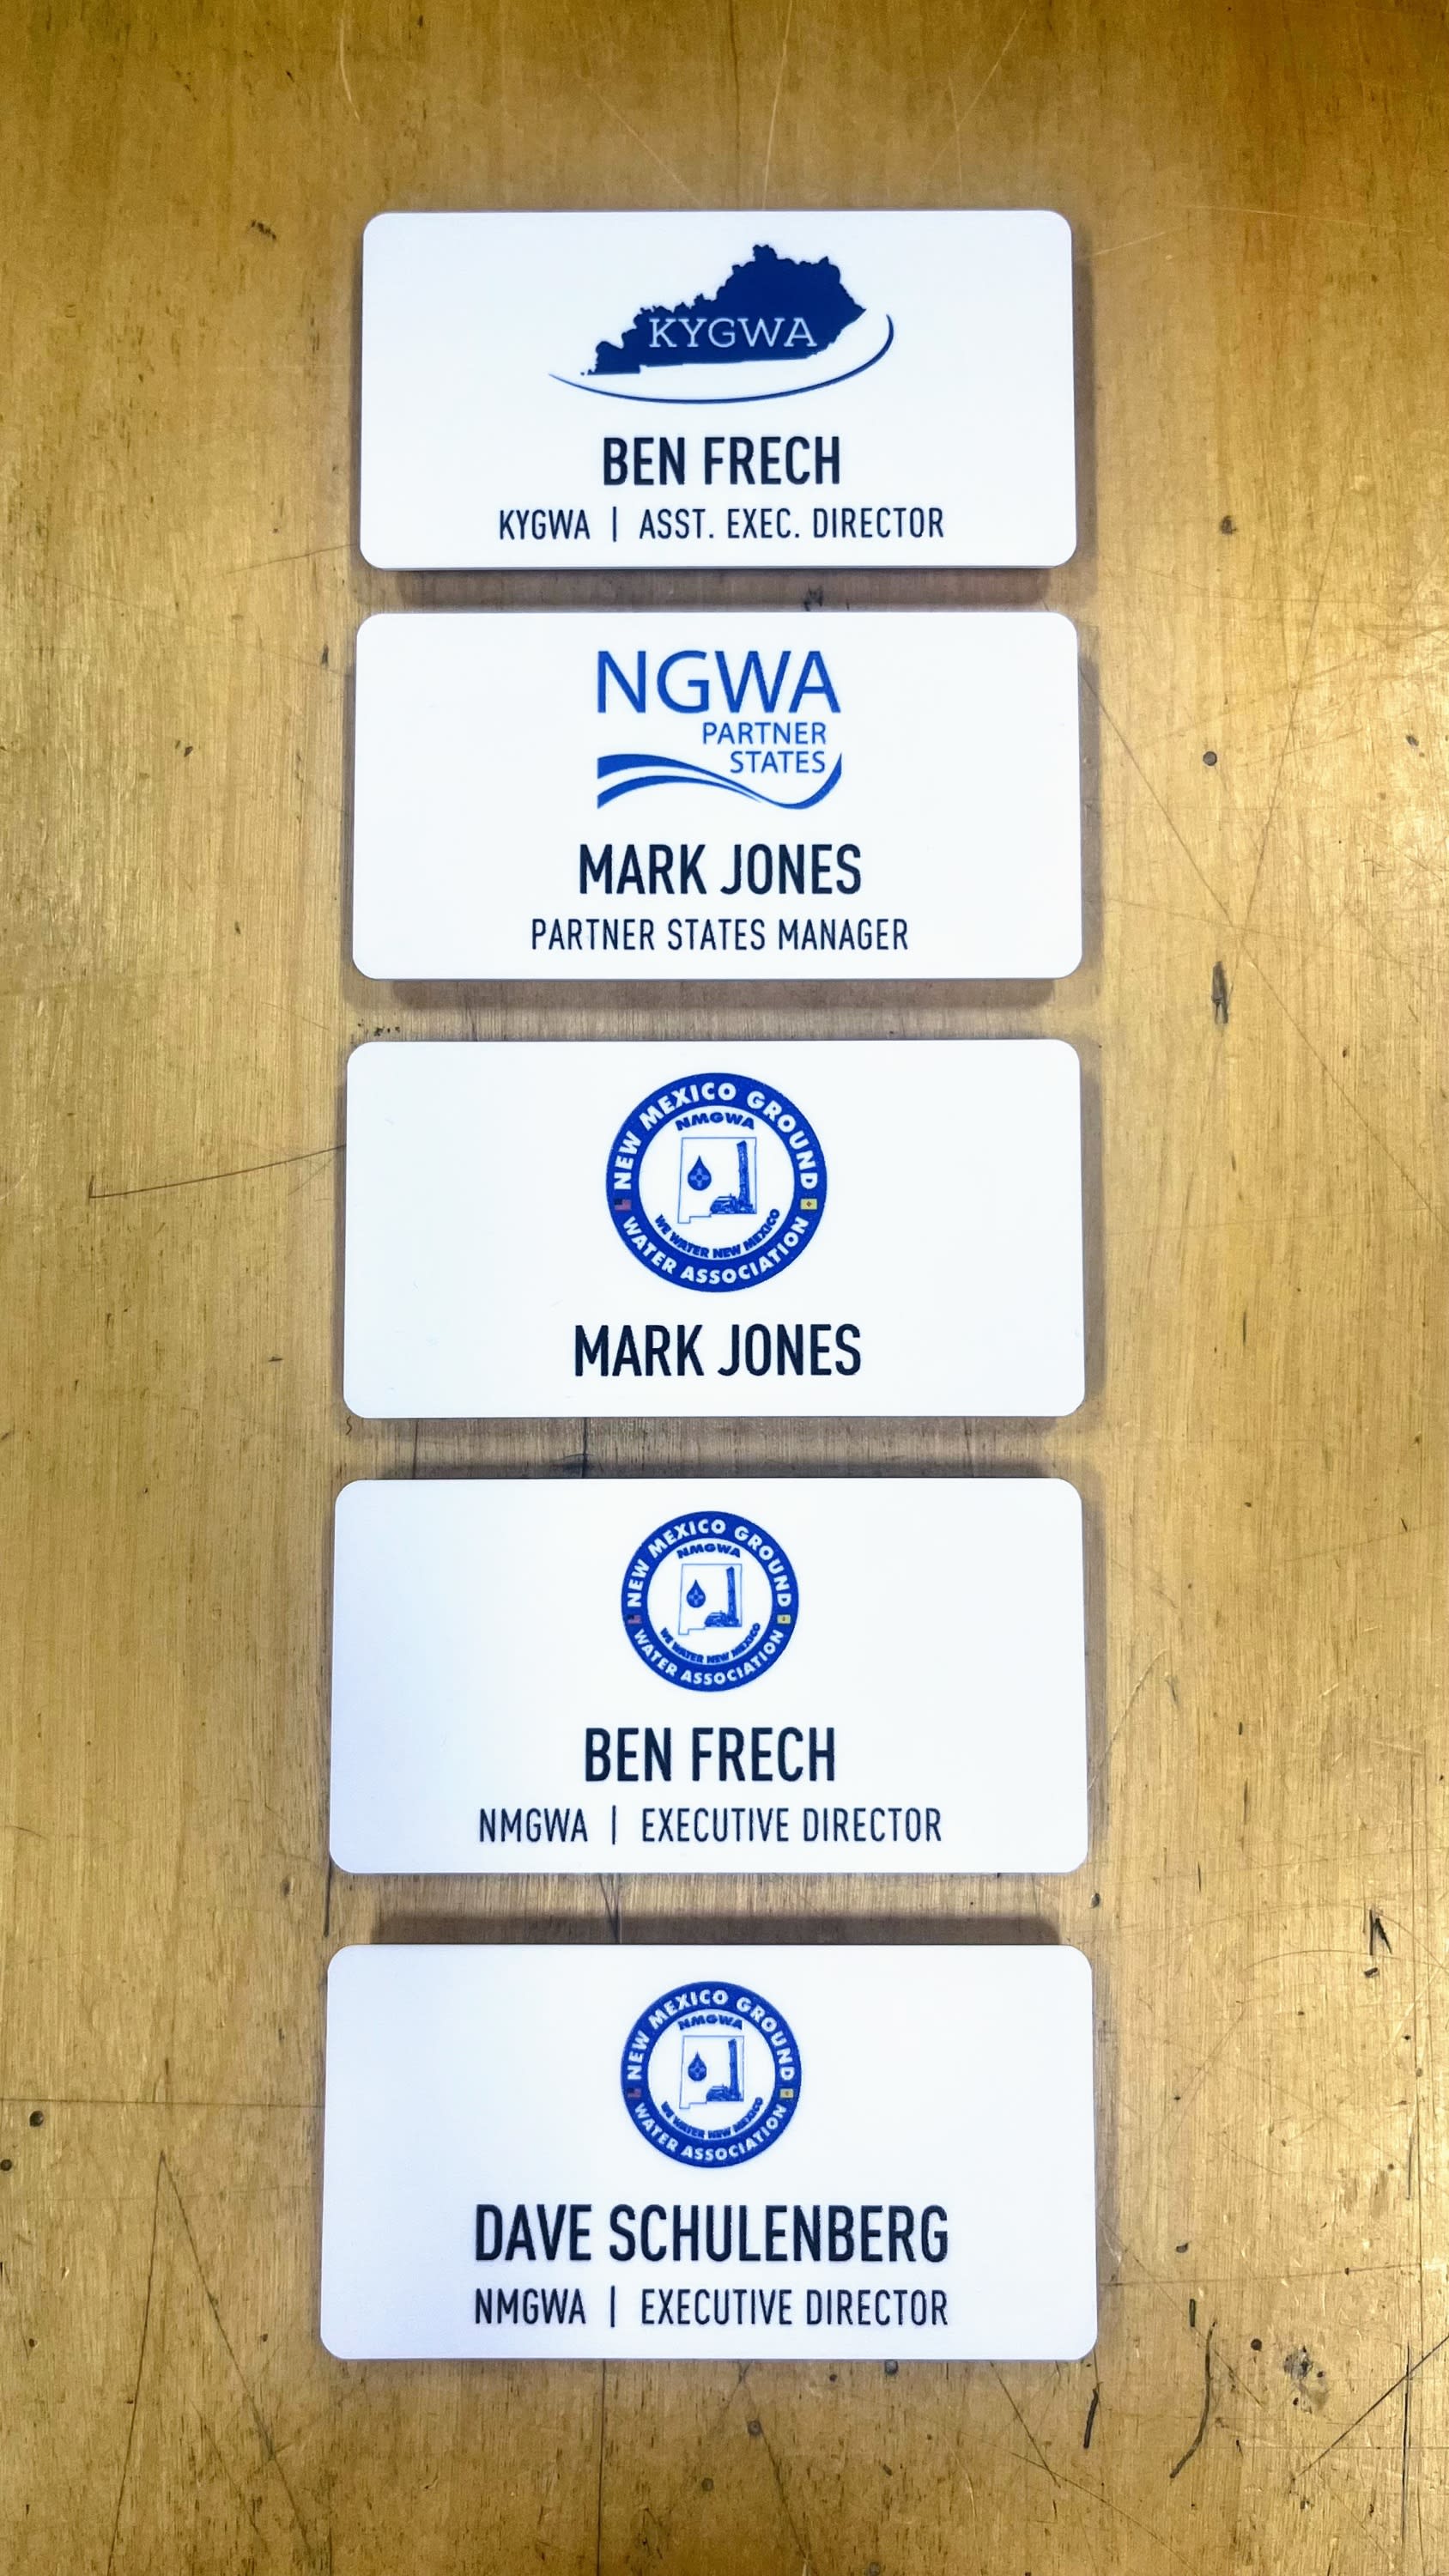 KYGWA
BEN FRECH
KYGWA | ASST. EXEC. DIRECTOR
NGWA
PARTNER
STATES
MARK JONES
PARTNER STATES MANAGER
NEW MEXICO GROUND
NMGWA
WE WATER NEW MEXICO
WATER ASSOCIATION
MARK JONES
NEW MEXICO GROUND
NMGWA
WE WATER NEW MEXICO
WATER ASSOCIATION
BEN FRECH
NMGWA | EXECUTIVE DIRECTOR
NEW MEXICO GROUND
NMGWA
WE WATER NEW MEXICO
WATER ASSOCIATION
DAVE SCHULENBERG
NMGWA | EXECUTIVE DIRECTOR